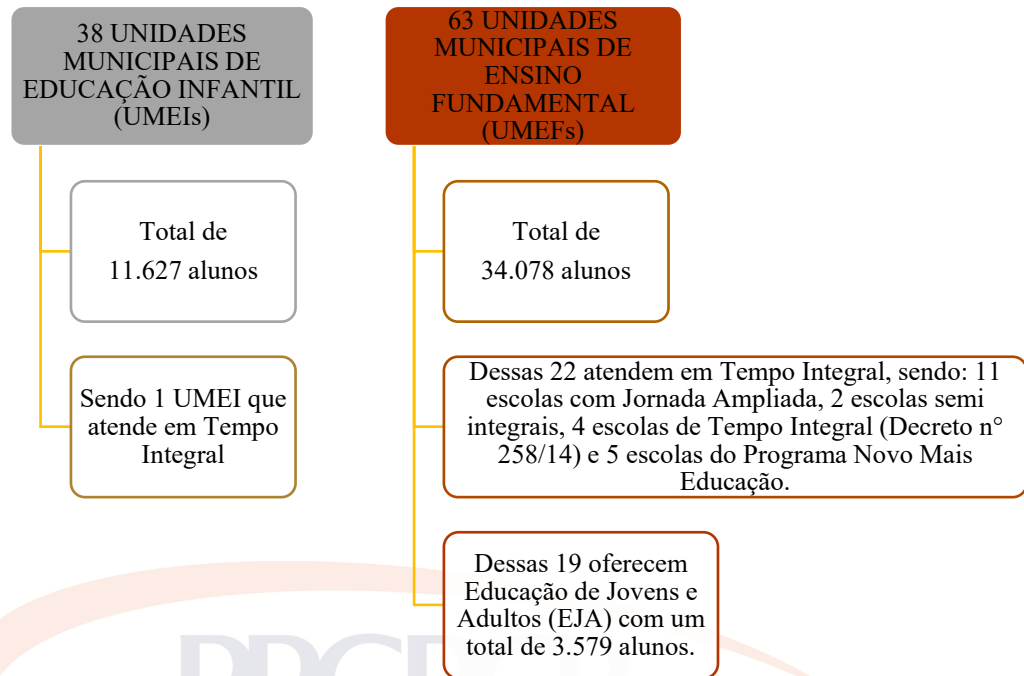 38 UNIDADES
MUNICIPAIS DE
EDUCAÇÃO INFANTIL
(UMEIs)
Total de
11.627 alunos
Sendo 1 UMEI que
atende em Tempo
Integral
63 UNIDADES
MUNICIPAIS DE
ENSINO
FUNDAMENTAL
(UMEFs)
Total de
34.078 alunos
Dessas 22 atendem em Tempo Integral, sendo: 11
escolas com Jornada Ampliada, 2 escolas semi
integrais, 4 escolas de Tempo Integral (Decreto n°
258/14) e 5 escolas do Programa Novo Mais
Educação.
Dessas 19 oferecem
Educação de Jovens e
Adultos (EJA) com um
total de 3.579 alunos.